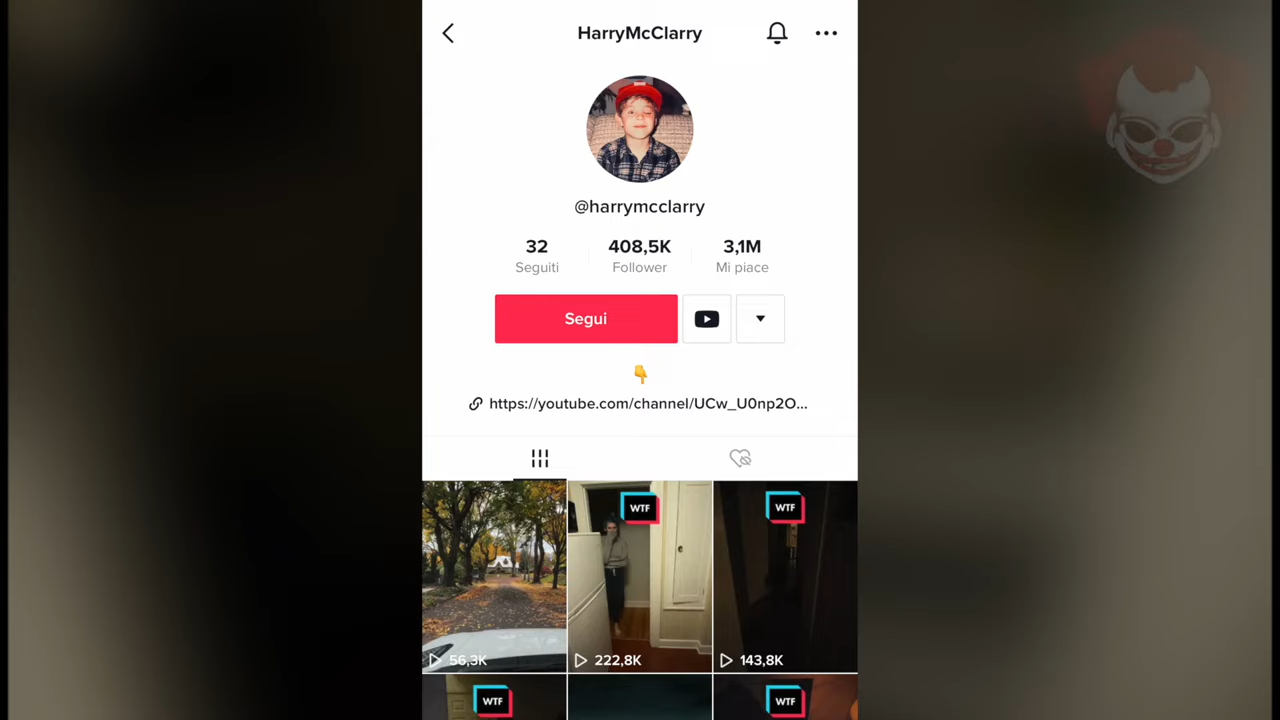 HarryMcClarry
@harrymcclarry
32 408,5K 3,1M
Seguiti Follower Mi piace
Segui
https://youtube.com/channel/UCw_U0np2O...
WTF WTF
56,3K 222,8K 143,8K
WTF WTF